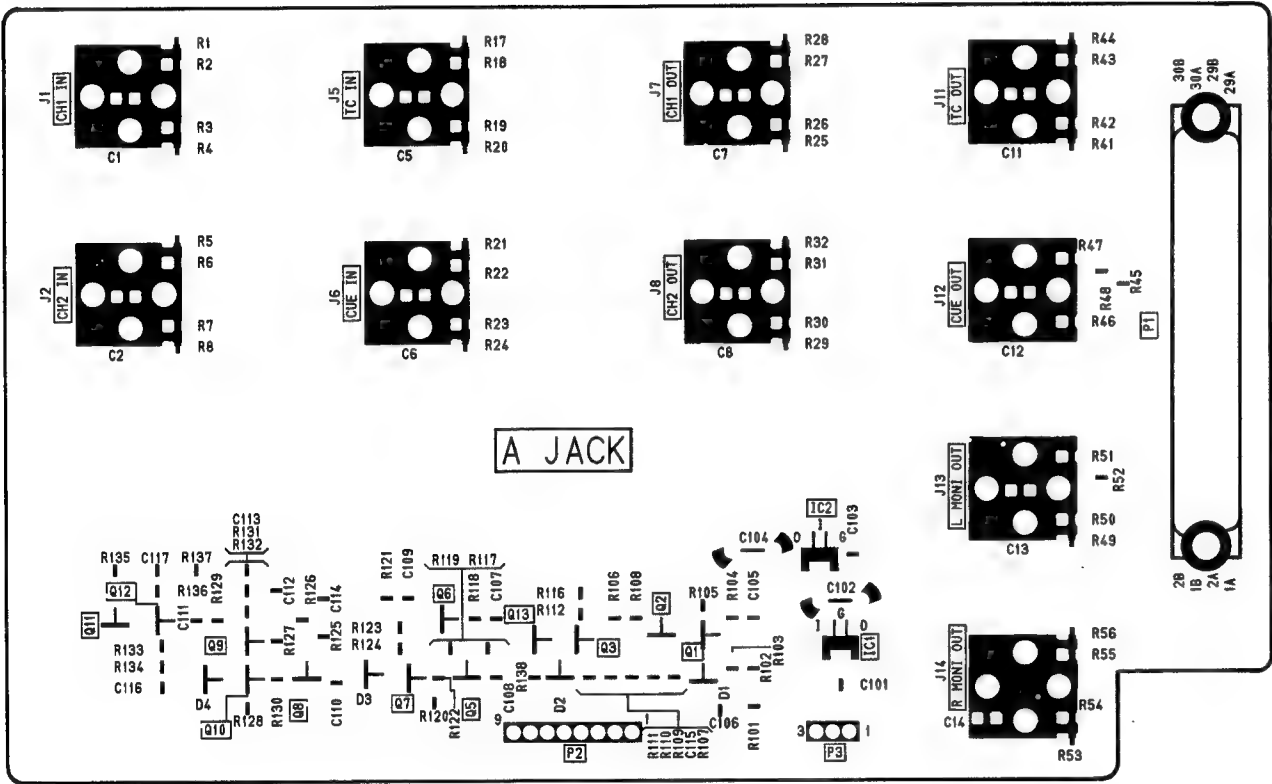 R1
R2
J1
CH1 IN
R3
R4
C1
R17
R18
J5
TC IN
R19
R20
C5
R28
R27
J7
CH1 OUT
R26
R25
C7
R44
R43
J11
TC OUT
R42
R41
C11
30B
30A
29B
29A
R5
R6
J2
CH2 IN
R7
R8
C2
R21
R22
J6
CUE IN
R23
R24
C6
R32
R31
J8
CH2 OUT
R30
R29
C8
R47
J12
CUE OUT
R48
R45
R46
C12
P1
A JACK
R51
R52
J13
L MONI OUT
R50
R49
C13
2B
1B
2A
1A
C113
R131
R132
R135
C117
R137
R136
R129
Q12
Q11
C111
C112
R126
C114
R127
R125
Q9
R133
R134
C116
D4
Q10
R128
R130
Q8
C110
R121
C109
R123
R124
D3
Q7
R119 R117
Q6
R118
C107
Q13
R120
R122
Q5
C108
R138
D2
R116
R112
R106
R108
Q3
Q2
R105
Q1
R104
C105
R102
R103
D1
C106
R101
C104
IC2
O
I
G
C103
C102
G
I
O
IC1
C101
9
1
P2
R111
R110
R109
C115
R107
3
1
P3
R56
R55
J14
R MONI OUT
R54
C14
R53